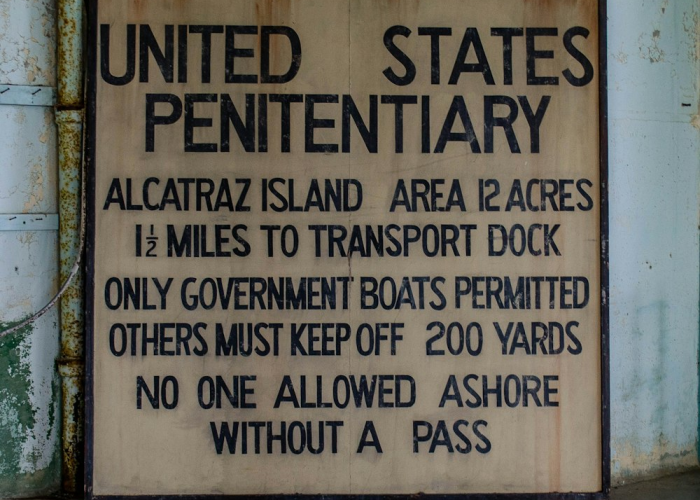 UNITED STATES
PENITENTIARY
ALCATRAZ ISLAND AREA 12 ACRES
1½ MILES TO TRANSPORT DOCK
ONLY GOVERNMENT BOATS PERMITTED
OTHERS MUST KEEP OFF 200 YARDS
NO ONE ALLOWED ASHORE
WITHOUT A PASS